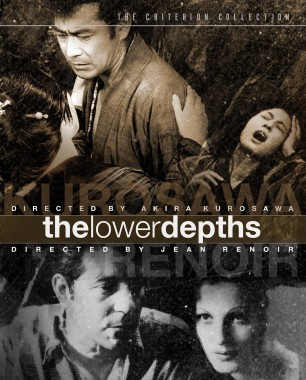 THE CRITERION COLLECTION
KUROSAWA
DIRECTED BY AKIRA KUROSAWA
thelowerdepths
DIRECTED BY JEAN RENOIR
RENOIR